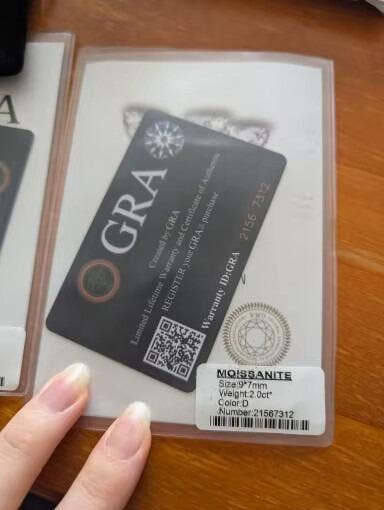 A
GRA
Created by GRA
Limited Lifetime Warranty and Certificate of Authenticity
REGISTER your GRA® purchase
Warranty ID:GRA 2156 7312
MOISSANITE
Size:9*7mm
Weight:2.0ct*
Color:D
Number:21567312